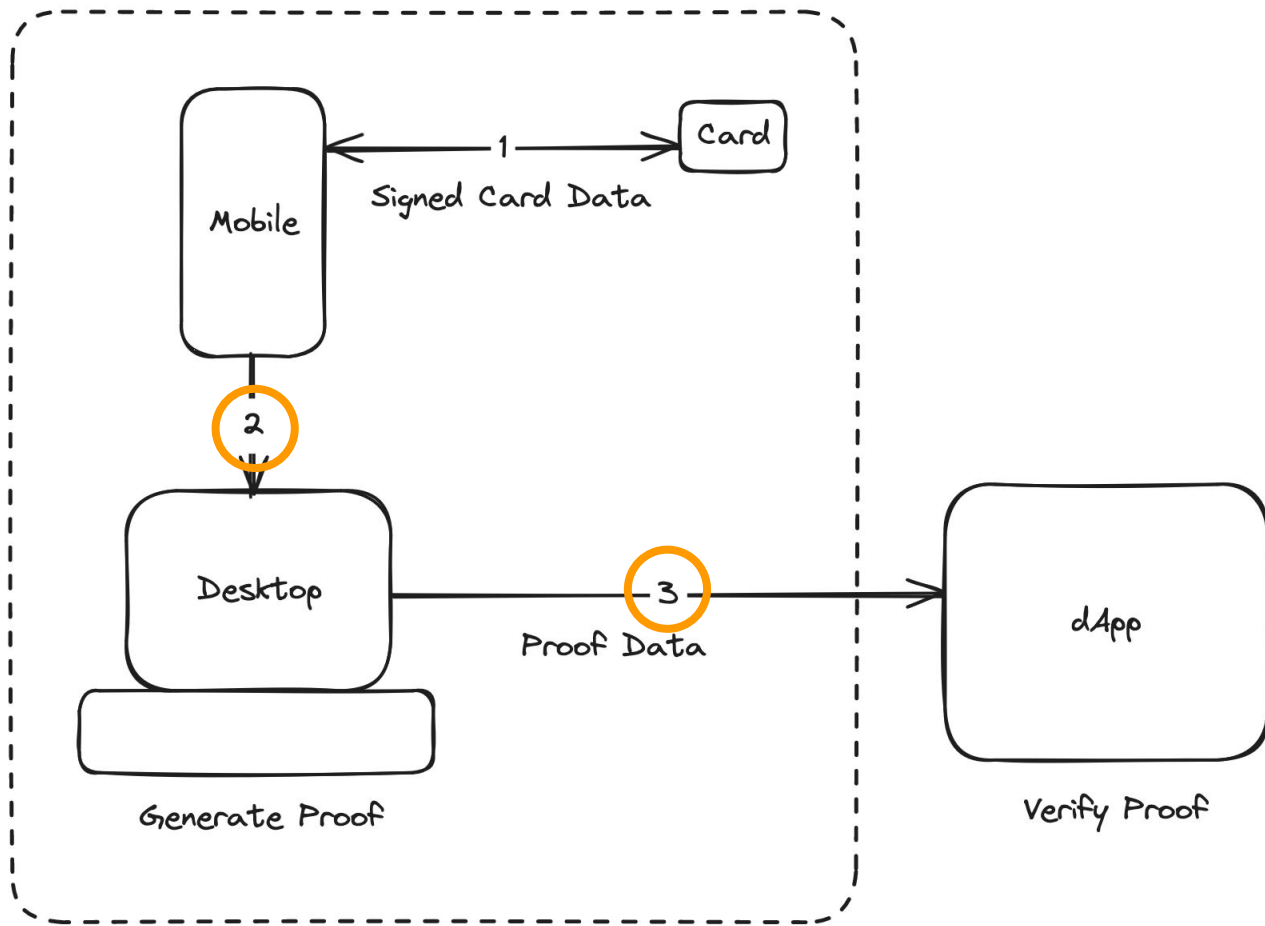 Card
1
Signed Card Data
Mobile
2
Desktop
3
Proof Data
dApp
Generate Proof
Verify Proof